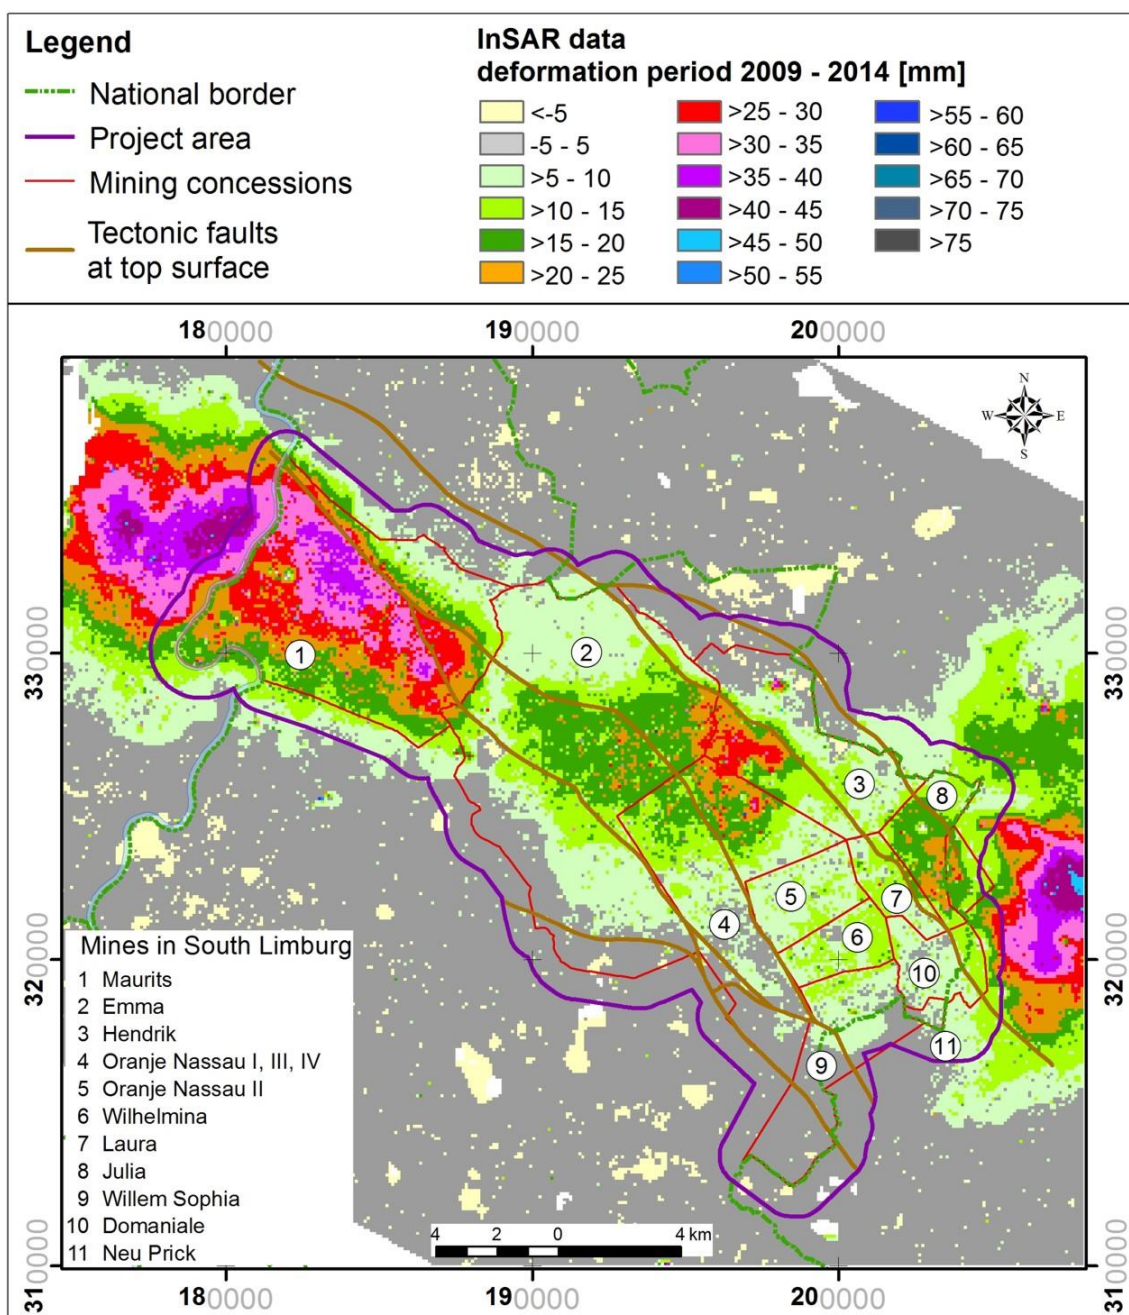 Legend
National border
Project area
Mining concessions
Tectonic faults
at top surface
InSAR data
deformation period 2009 - 2014 [mm]
<-5
-5 - 5
>5 - 10
>10 - 15
>15 - 20
>20 - 25
>25 - 30
>30 - 35
>35 - 40
>40 - 45
>45 - 50
>50 - 55
>55 - 60
>60 - 65
>65 - 70
>70 - 75
>75
180000 190000 200000
N
W E
S
330000 330000
320000 320000
310000 310000
1
2
3
8
5
7
4
6
10
11
9
Mines in South Limburg
1 Maurits
2 Emma
3 Hendrik
4 Oranje Nassau I, III, IV
5 Oranje Nassau II
6 Wilhelmina
7 Laura
8 Julia
9 Willem Sophia
10 Domaniale
11 Neu Prick
4 2 0 4 km
180000 190000 200000